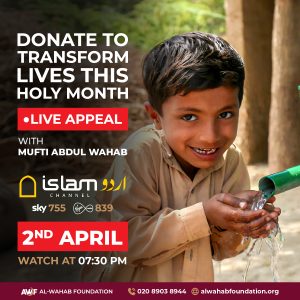 DONATE TO
TRANSFORM
LIVES THIS
HOLY MONTH
•LIVE APPEAL
WITH
MUFTI ABDUL WAHAB
islam اردو
CHANNEL
sky 755 839
2ND APRIL
WATCH AT 07:30 PM
AWF AL-WAHAB FOUNDATION 020 8903 8944 alwahabfoundation.org